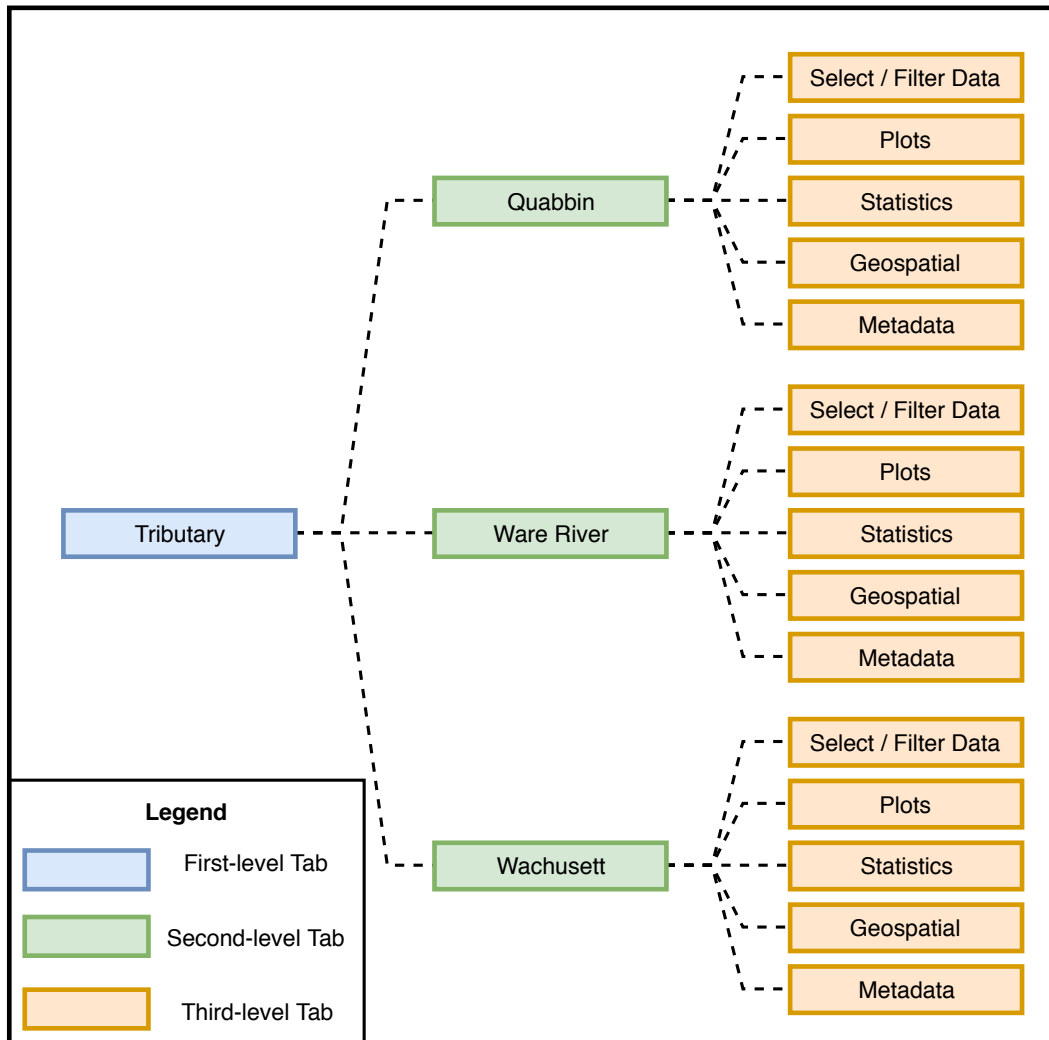 Select / Filter Data
Plots
Quabbin
Statistics
Geospatial
Metadata
Select / Filter Data
Plots
Tributary
Ware River
Statistics
Geospatial
Metadata
Select / Filter Data
Plots
Wachusett
Statistics
Geospatial
Metadata
Legend
First-level Tab
Second-level Tab
Third-level Tab